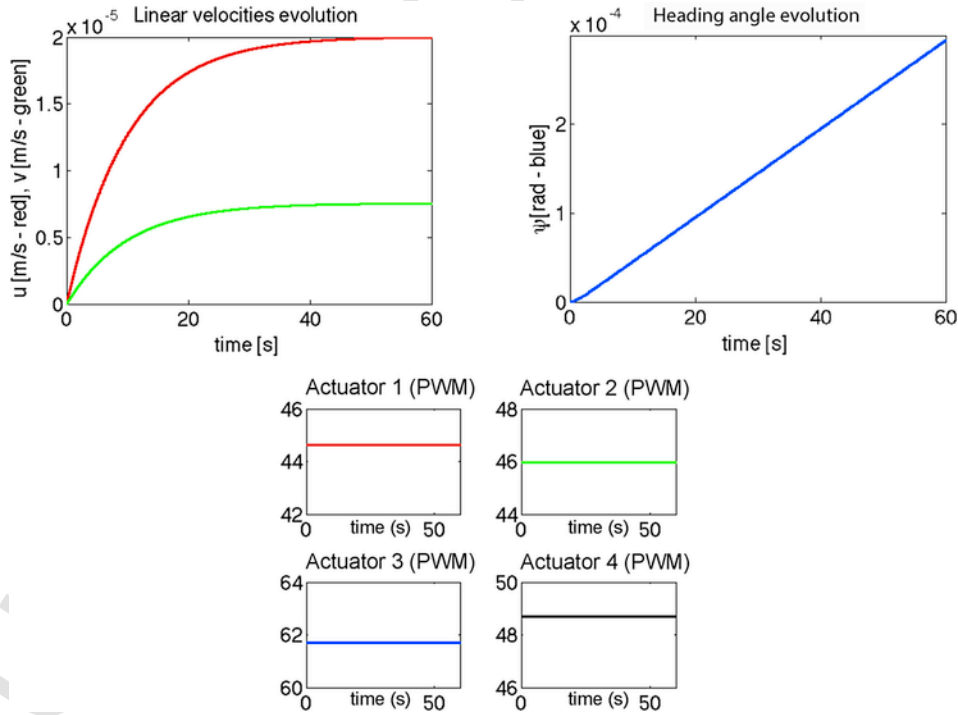 Linear velocities evolution
x 10-5
2
1.5
1
0.5
0
u [m/s - red], v [m/s - green]
0 20 40 60
time [s]
Heading angle evolution
x 10-4
2
1
0
ψ[rad - blue]
0 20 40 60
time [s]
Actuator 1 (PWM)
46
44
42
0 time (s) 50
Actuator 2 (PWM)
48
46
44
0 time (s) 50
Actuator 3 (PWM)
64
62
60
0 time (s) 50
Actuator 4 (PWM)
50
48
46
0 time (s) 50